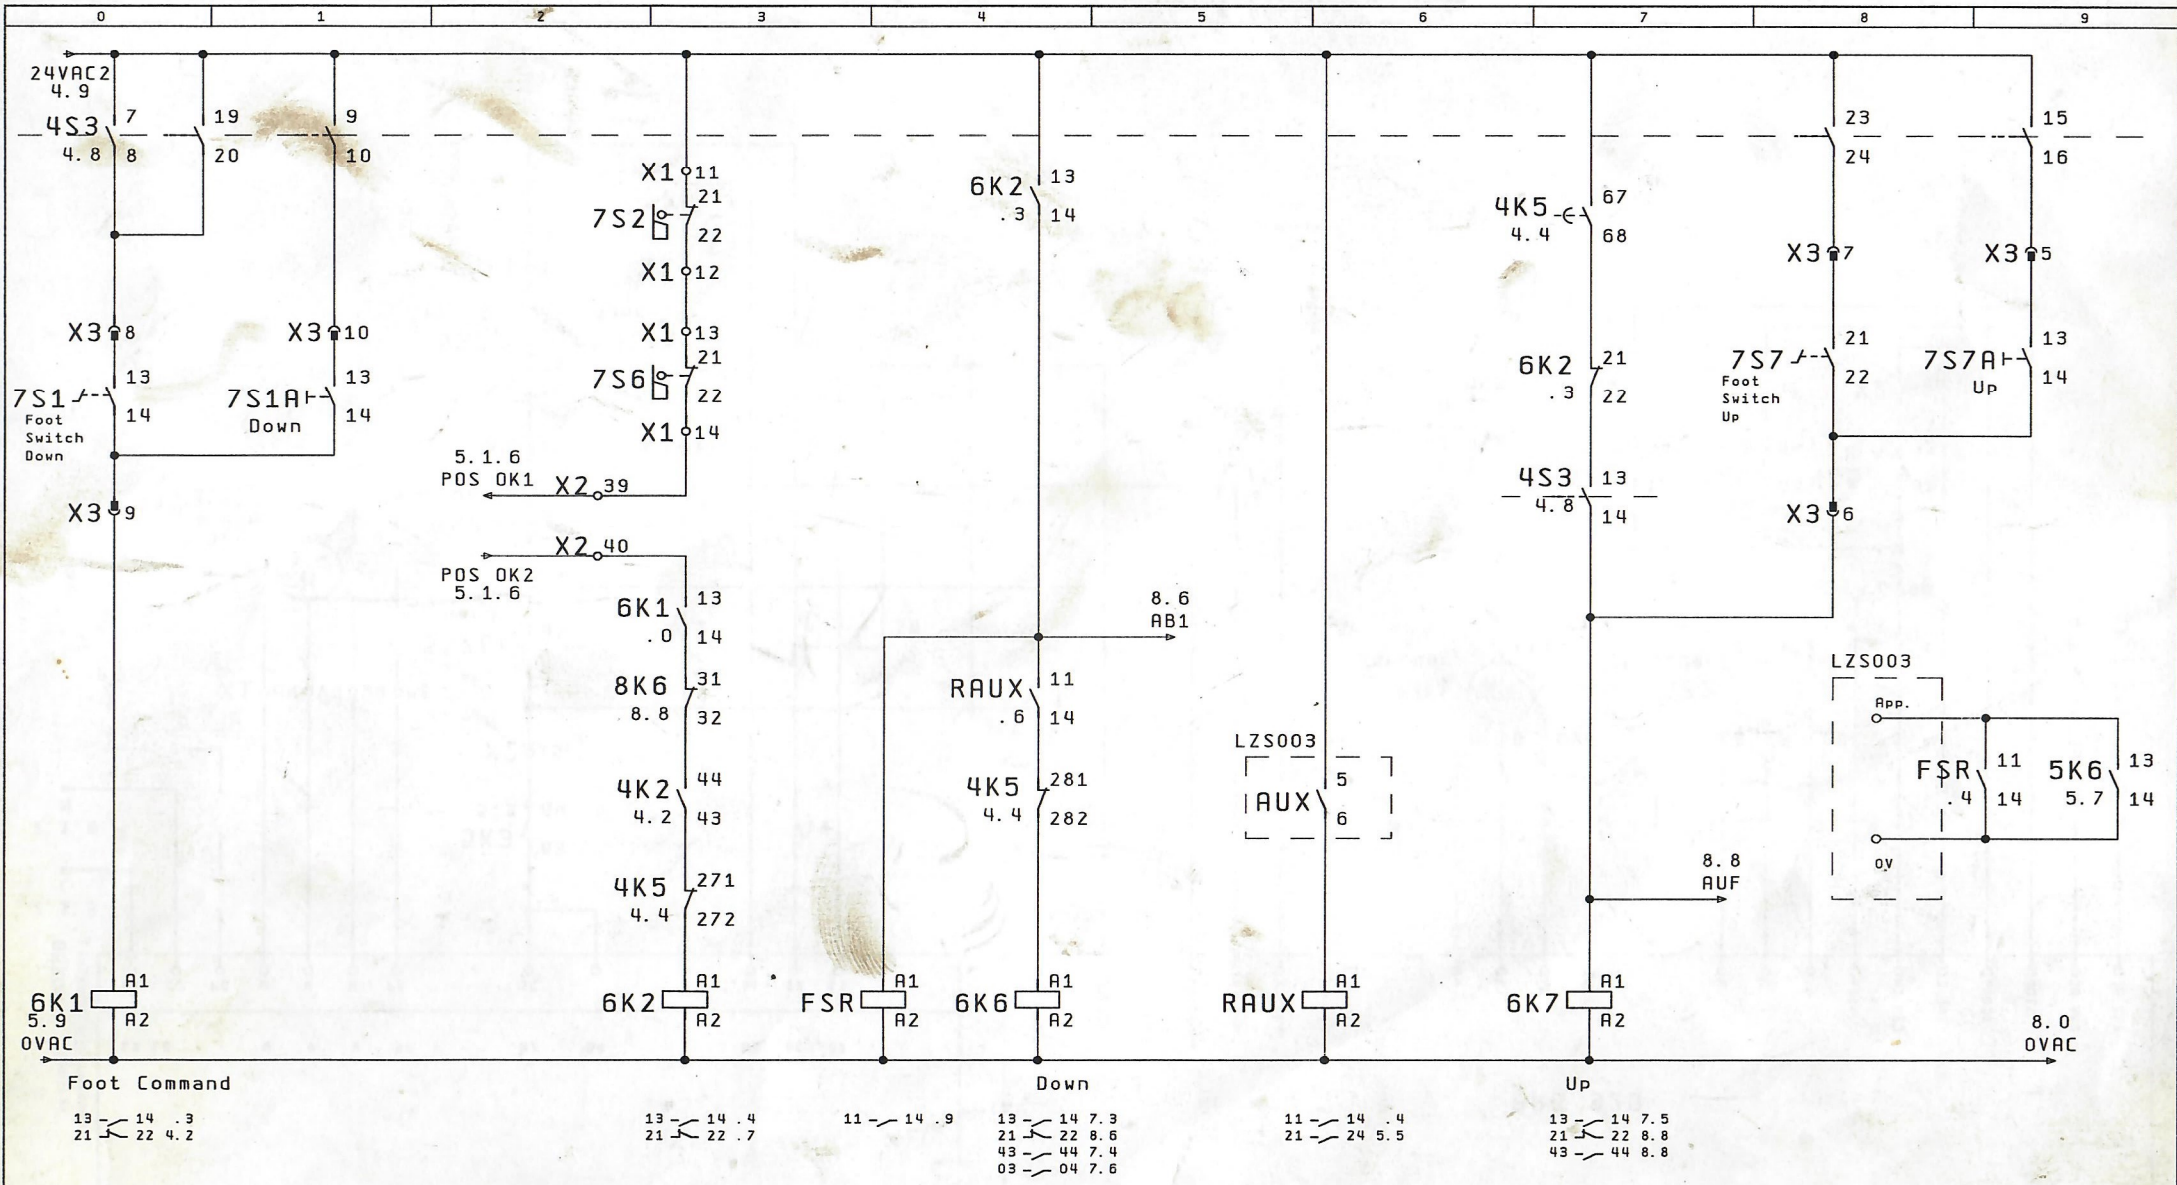 0 1 2 3 4 5 6 7 8 9
24VAC2
4.9
4S3 7
4.8 8
19
20
9
10
23
24
15
16
X1 11
7S2 21
22
X1 12
X1 13
7S6 21
22
X1 14
6K2 13
.3 14
4K5 67
4.4 68
X3 7
X3 5
X3 8
X3 10
7S1 13
14
Foot
Switch
Down
7S1A 13
14
Down
6K2 21
.3 22
7S7 21
22
Foot
Switch
Up
7S7A 13
14
Up
5.1.6
POS OK1
X2 39
X3 9
4S3 13
4.8 14
X3 6
X2 40
POS OK2
5.1.6
6K1 13
.0 14
8.6
AB1
8K6 31
8.8 32
RAUX 11
.6 14
LZS003
App.
0V
FSR 11
.4 14
5K6 13
5.7 14
4K2 44
4.2 43
4K5 281
4.4 282
LZS003
AUX 5
6
4K5 271
4.4 272
8.8
AUF
6K1 A1
A2
5.9
0VAC
6K2 A1
A2
FSR A1
A2
6K6 A1
A2
RAUX A1
A2
6K7 A1
A2
8.0
0VAC
Foot Command
Down
Up
13 14 .3
21 22 4.2
13 14 .4
21 22 .7
11 14 .9
13 14 7.3
21 22 8.6
43 44 7.4
03 04 7.6
11 14 .4
21 24 5.5
13 14 7.5
21 22 8.8
43 44 8.8